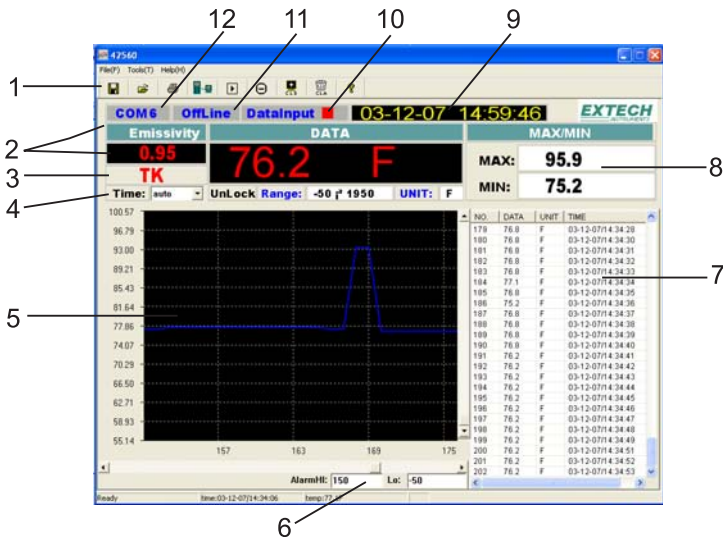 12
11
10
9
42560
File(F) Tools(T) Help(H)
1
COM 6 OffLine DataInput 03-12-07 14:59:46 EXTECH
INSTRUMENTS
2
Emissivity DATA MAX/MIN
0.95 76.2 F
MAX: 95.9
8
3
TK
MIN: 75.2
4
Time: auto UnLock Range: -50 ¡ª 1950 UNIT: F
NO. DATA UNIT TIME
179 76.8 F 03-12-07/14:34:28
180 76.8 F 03-12-07/14:34:30
181 76.8 F 03-12-07/14:34:31
182 76.8 F 03-12-07/14:34:32
183 76.8 F 03-12-07/14:34:33
184 77.1 F 03-12-07/14:34:34
185 76.8 F 03-12-07/14:34:35
186 75.2 F 03-12-07/14:34:36
187 76.8 F 03-12-07/14:34:37
188 76.8 F 03-12-07/14:34:38
189 76.8 F 03-12-07/14:34:39
190 76.8 F 03-12-07/14:34:40
191 76.2 F 03-12-07/14:34:41
192 76.2 F 03-12-07/14:34:42
193 76.2 F 03-12-07/14:34:43
194 76.2 F 03-12-07/14:34:44
195 76.2 F 03-12-07/14:34:45
196 76.2 F 03-12-07/14:34:46
197 76.2 F 03-12-07/14:34:47
198 76.2 F 03-12-07/14:34:48
199 76.2 F 03-12-07/14:34:49
200 76.2 F 03-12-07/14:34:51
201 76.2 F 03-12-07/14:34:52
202 76.2 F 03-12-07/14:34:53
7
5
100.57
96.79
93.00
89.21
85.43
81.64
77.86
74.07
70.29
66.50
62.71
58.93
55.14
157 163 169 175
AlarmHI: 150 Lo: -50
6
Ready time:03-12-07/14:34:06